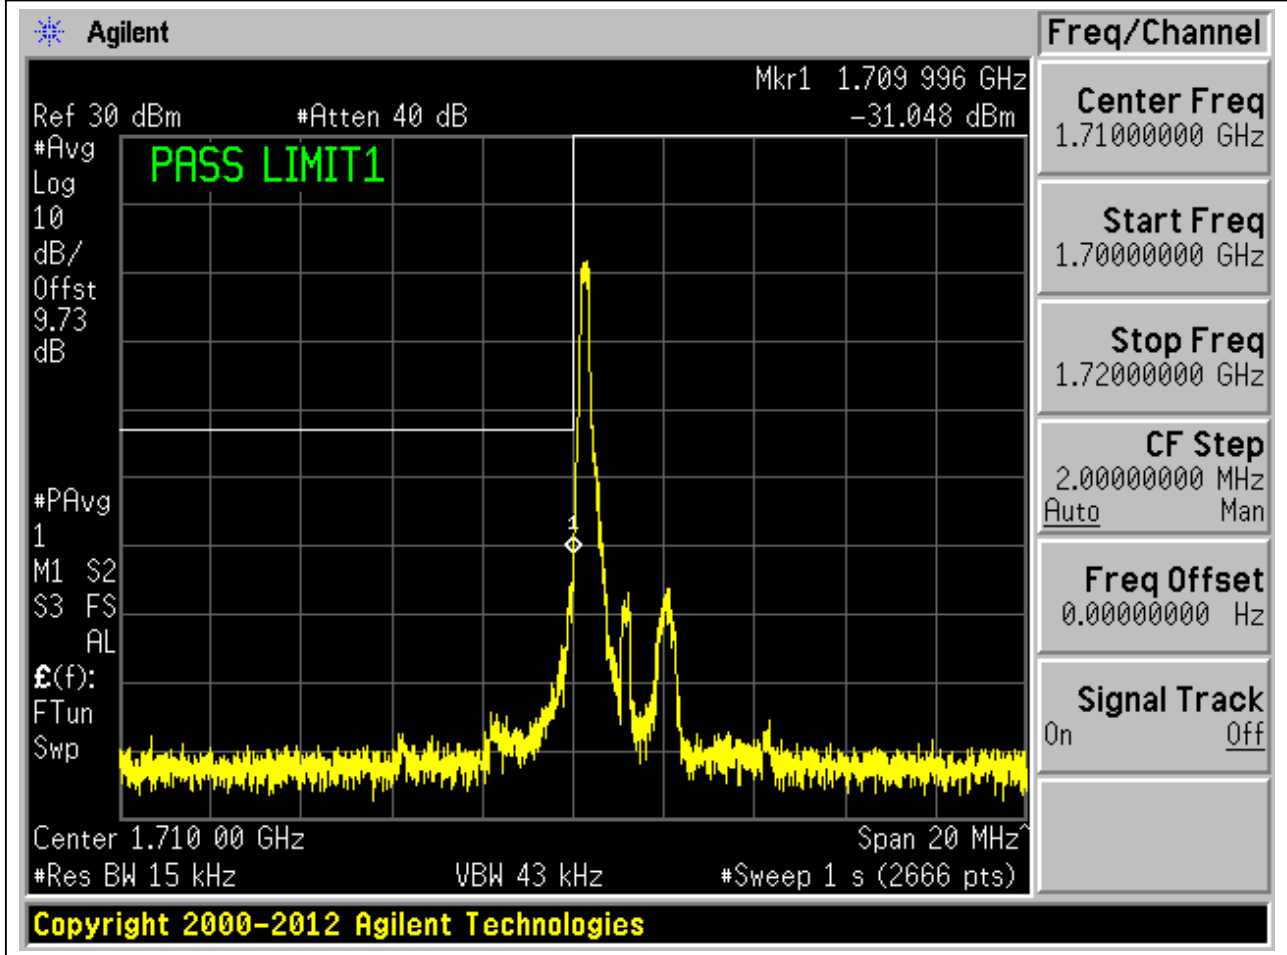 Agilent
Freq/Channel
Mkr1 1.709 996 GHz
Ref 30 dBm #Atten 40 dB -31.048 dBm
#Avg
Log
10
dB/
Offst
9.73
dB
PASS LIMIT1
1
#PAvg
1
M1 S2
S3 FS
AL
£(f):
FTun
Swp
Center 1.710 00 GHz Span 20 MHz^
#Res BW 15 kHz VBW 43 kHz #Sweep 1 s (2666 pts)
Center Freq
1.71000000 GHz
Start Freq
1.70000000 GHz
Stop Freq
1.72000000 GHz
CF Step
2.00000000 MHz
Auto Man
Freq Offset
0.00000000 Hz
Signal Track
On Off
Copyright 2000-2012 Agilent Technologies